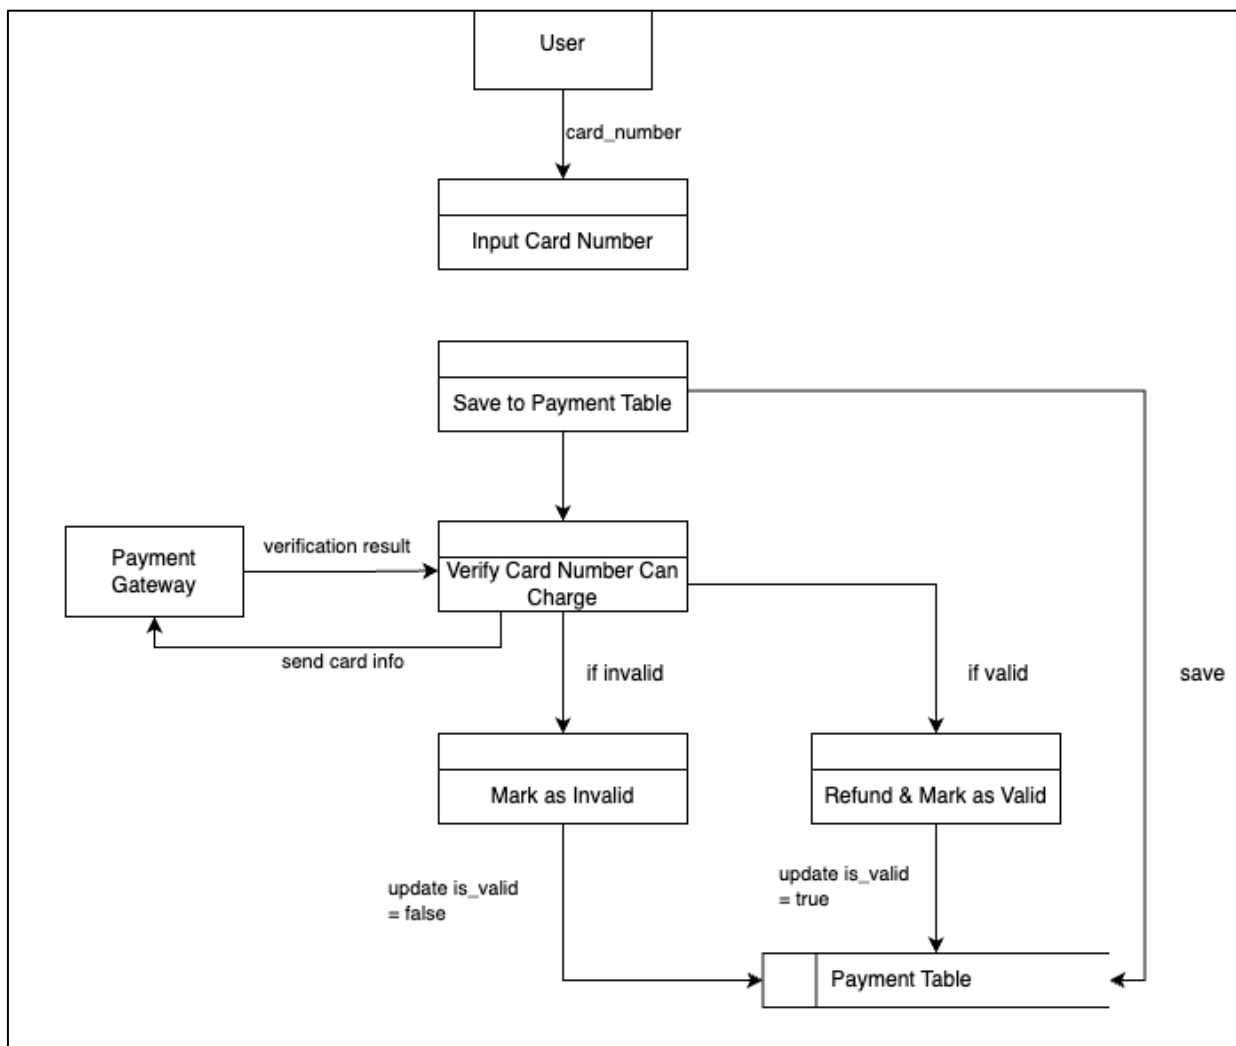 User
card_number
Input Card Number
Save to Payment Table
verification result
Payment
Gateway
Verify Card Number Can
Charge
send card info
if invalid
if valid
save
Mark as Invalid
Refund & Mark as Valid
update is_valid
= false
update is_valid
= true
Payment Table